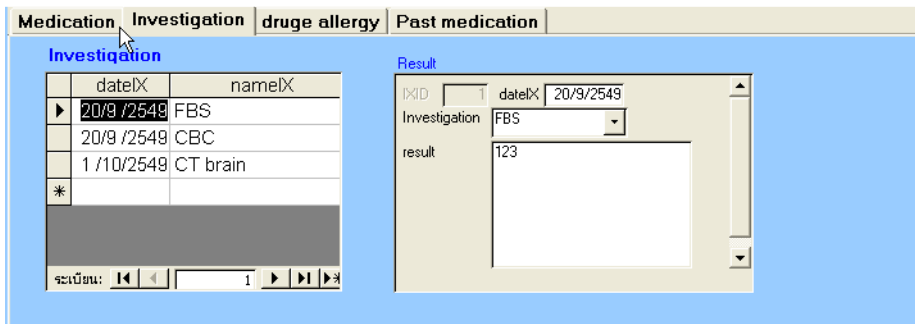 Medication Investigation druge allergy Past medication
Investigation
dateIX nameIX
20/9 /2549 FBS
20/9 /2549 CBC
1 /10/2549 CT brain
ระเบียน: 1
Result
IXID 1 dateIX 20/9/2549
Investigation FBS
result 123